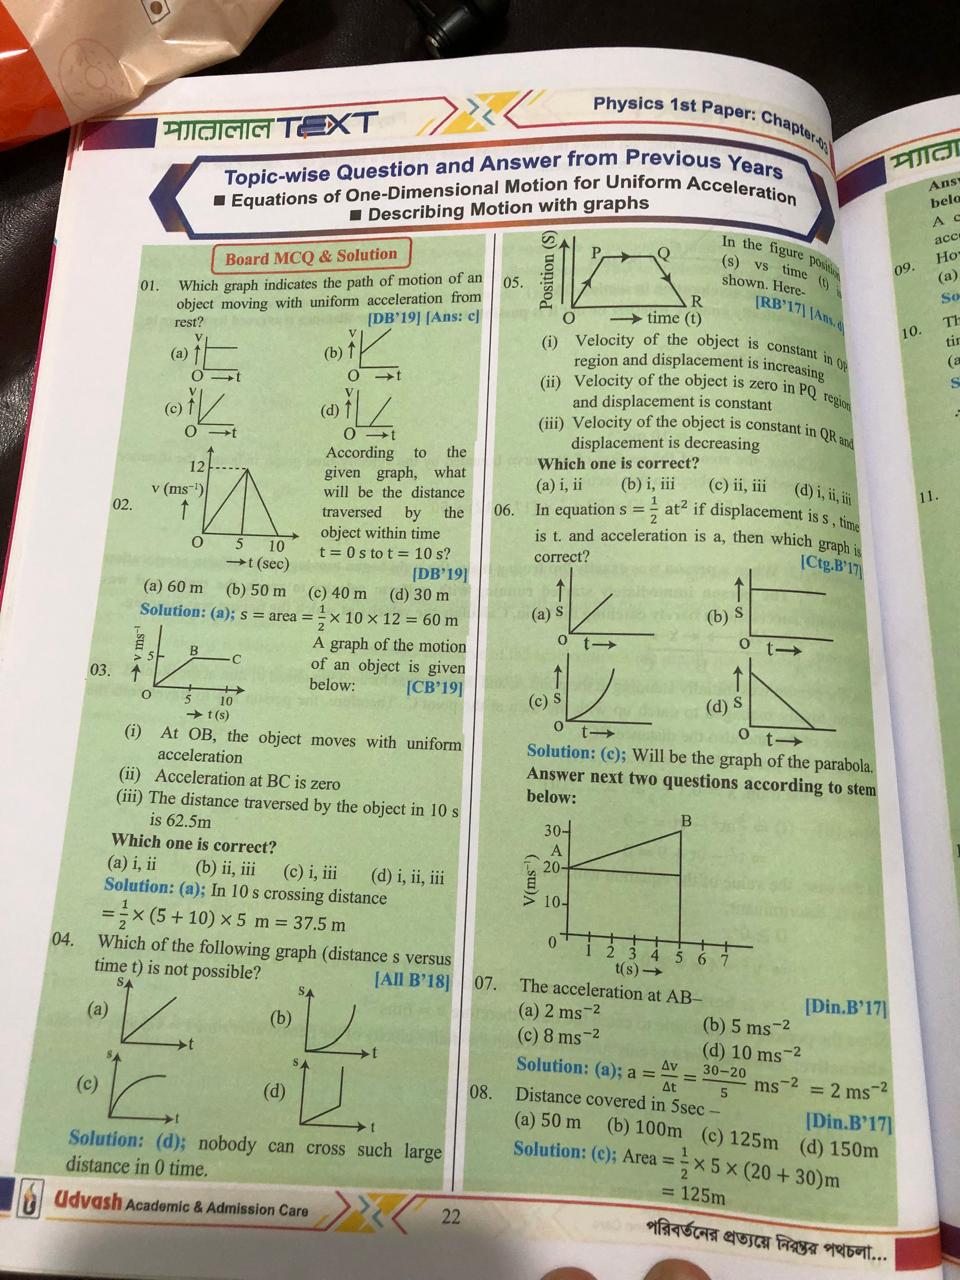 প্যারালাল TEXT
Physics 1st Paper: Chapter-03
Topic-wise Question and Answer from Previous Years
■ Equations of One-Dimensional Motion for Uniform Acceleration
■ Describing Motion with graphs
Board MCQ & Solution
01. Which graph indicates the path of motion of an
object moving with uniform acceleration from
rest? [DB'19] [Ans: c]
(a) v O t
(b) v O t
(c) v O t
(d) v O t
02.
12
v (ms⁻¹)
O 5 10
t (sec)
According to the
given graph, what
will be the distance
traversed by the
object within time
t = 0 s to t = 10 s?
[DB'19]
(a) 60 m (b) 50 m (c) 40 m (d) 30 m
Solution: (a); s = area = 1/2 × 10 × 12 = 60 m
03.
v ms⁻¹
5 B C
O 5 10
t (s)
A graph of the motion
of an object is given
below: [CB'19]
(i) At OB, the object moves with uniform
acceleration
(ii) Acceleration at BC is zero
(iii) The distance traversed by the object in 10 s
is 62.5m
Which one is correct?
(a) i, ii (b) ii, iii (c) i, iii (d) i, ii, iii
Solution: (a); In 10 s crossing distance
= 1/2 × (5 + 10) × 5 m = 37.5 m
04. Which of the following graph (distance s versus
time t) is not possible? [All B'18]
(a) s t
(b) s t
(c) s t
(d) s t
Solution: (d); nobody can cross such large
distance in 0 time.
05.
Position (S)
P Q
R
O time (t)
In the figure position
(s) vs time (t) is
shown. Here-
[RB'17] [Ans. d
(i) Velocity of the object is constant in OP
region and displacement is increasing
(ii) Velocity of the object is zero in PQ region
and displacement is constant
(iii) Velocity of the object is constant in QR and
displacement is decreasing
Which one is correct?
(a) i, ii (b) i, iii (c) ii, iii (d) i, ii, iii
06. In equation s = 1/2 at² if displacement is s , time
is t. and acceleration is a, then which graph is
correct? [Ctg.B'17]
(a) S O t
(b) S O t
(c) S O t
(d) S O t
Solution: (c); Will be the graph of the parabola.
Answer next two questions according to stem
below:
V(ms⁻¹)
30 B
A
20
10
0 1 2 3 4 5 6 7
t(s)
07. The acceleration at AB– [Din.B'17]
(a) 2 ms⁻² (b) 5 ms⁻²
(c) 8 ms⁻² (d) 10 ms⁻²
Solution: (a); a = Δv/Δt = 30−20/5 ms⁻² = 2 ms⁻²
08. Distance covered in 5sec – [Din.B'17]
(a) 50 m (b) 100m (c) 125m (d) 150m
Solution: (c); Area = 1/2 × 5 × (20 + 30)m
= 125m
Udvash Academic & Admission Care
22
পরিবর্তনের প্রত্যয়ে নিরন্তর পথচলা...
Ans
belo
A c
acc
09. Ho
(a)
So
10. Th
tin
(a
S
11.